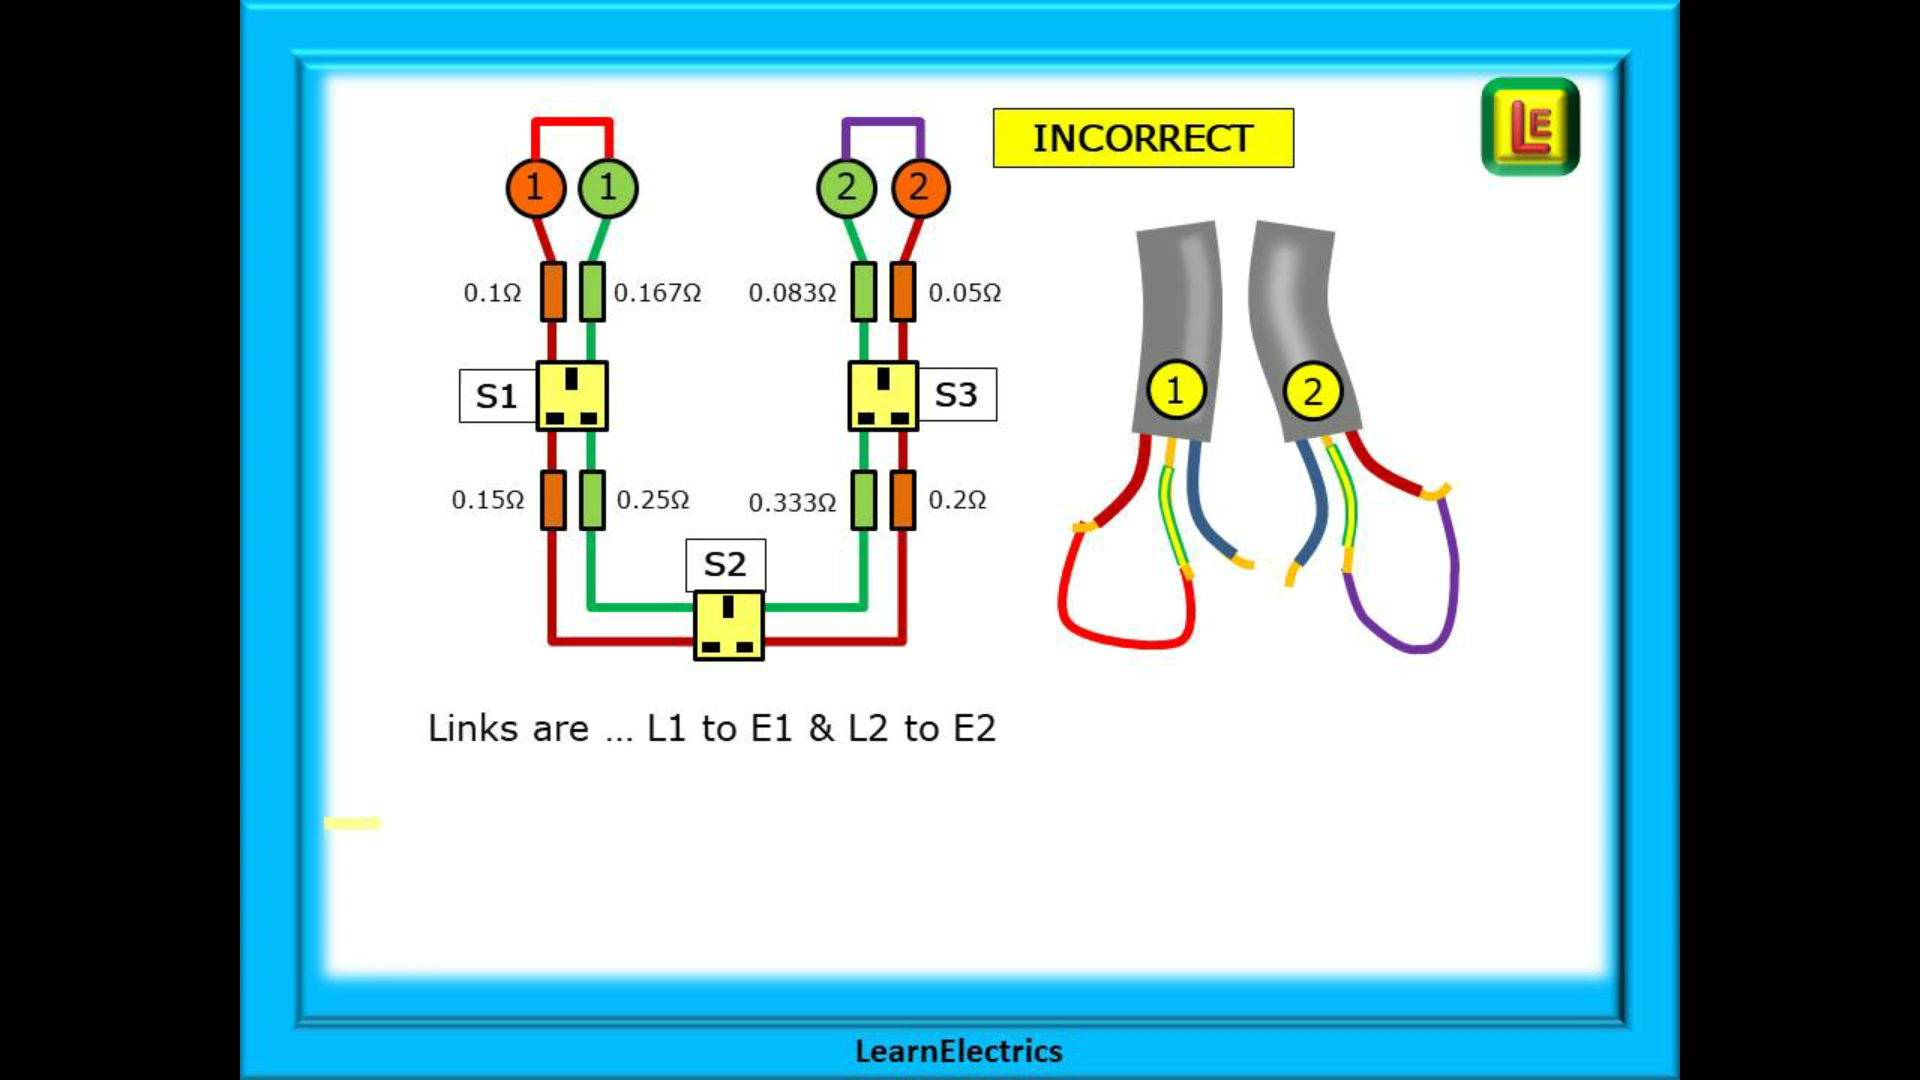 INCORRECT
LE
1 1 2 2
0.1Ω 0.167Ω 0.083Ω 0.05Ω
S1 S3 1 2
0.15Ω 0.25Ω 0.333Ω 0.2Ω
S2
Links are ... L1 to E1 & L2 to E2
LearnElectrics